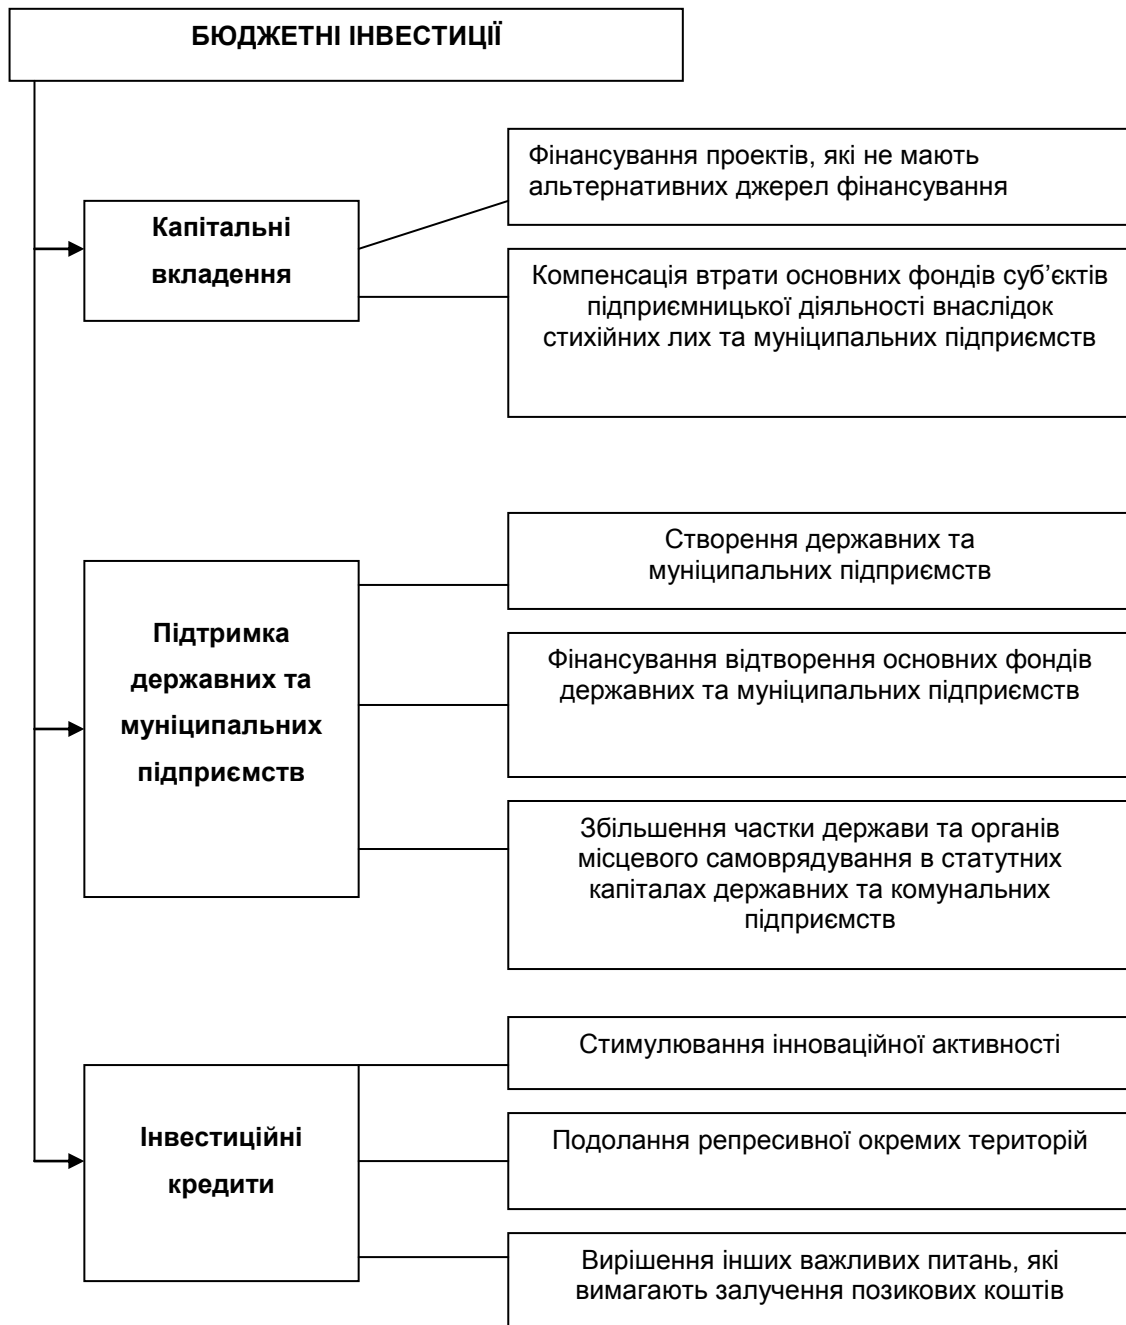 БЮДЖЕТНІ ІНВЕСТИЦІЇ
Фінансування проектів, які не мають
альтернативних джерел фінансування
Капітальні
вкладення
Компенсація втрати основних фондів суб’єктів
підприємницької діяльності внаслідок
стихійних лих та муніципальних підприємств
Створення державних та
муніципальних підприємств
Підтримка
державних та
муніципальних
підприємств
Фінансування відтворення основних фондів
державних та муніципальних підприємств
Збільшення частки держави та органів
місцевого самоврядування в статутних
капіталах державних та комунальних
підприємств
Стимулювання інноваційної активності
Інвестиційні
кредити
Подолання репресивної окремих територій
Вирішення інших важливих питань, які
вимагають залучення позикових коштів